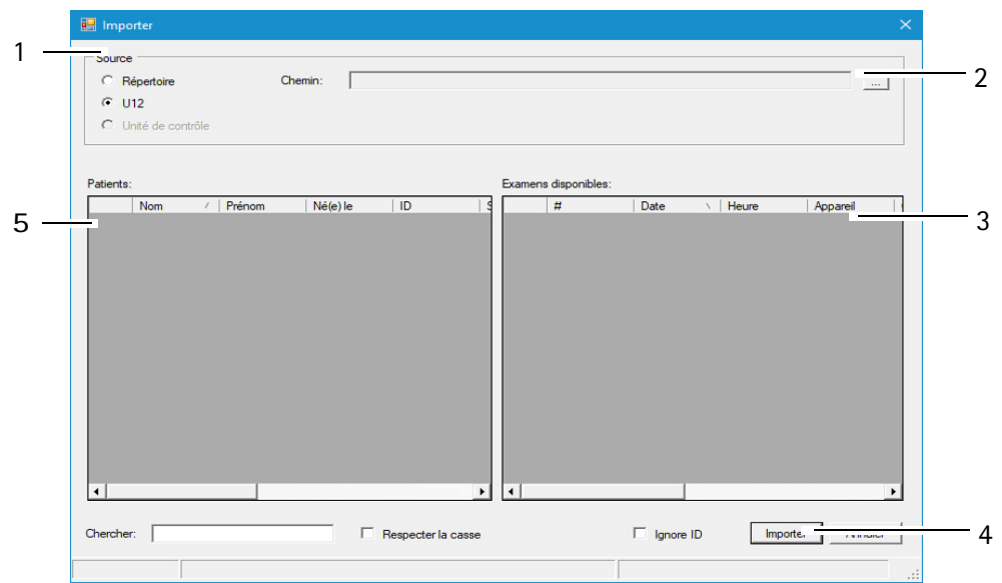 Importer
1
Source
Répertoire
Chemin:
...
2
U12
Unité de contrôle
Patients:
Examens disponibles:
Nom
Prénom
Né(e) le
ID
#
Date
Heure
Appareil
5
3
Chercher:
Respecter la casse
Ignore ID
Importer
Annuler
4